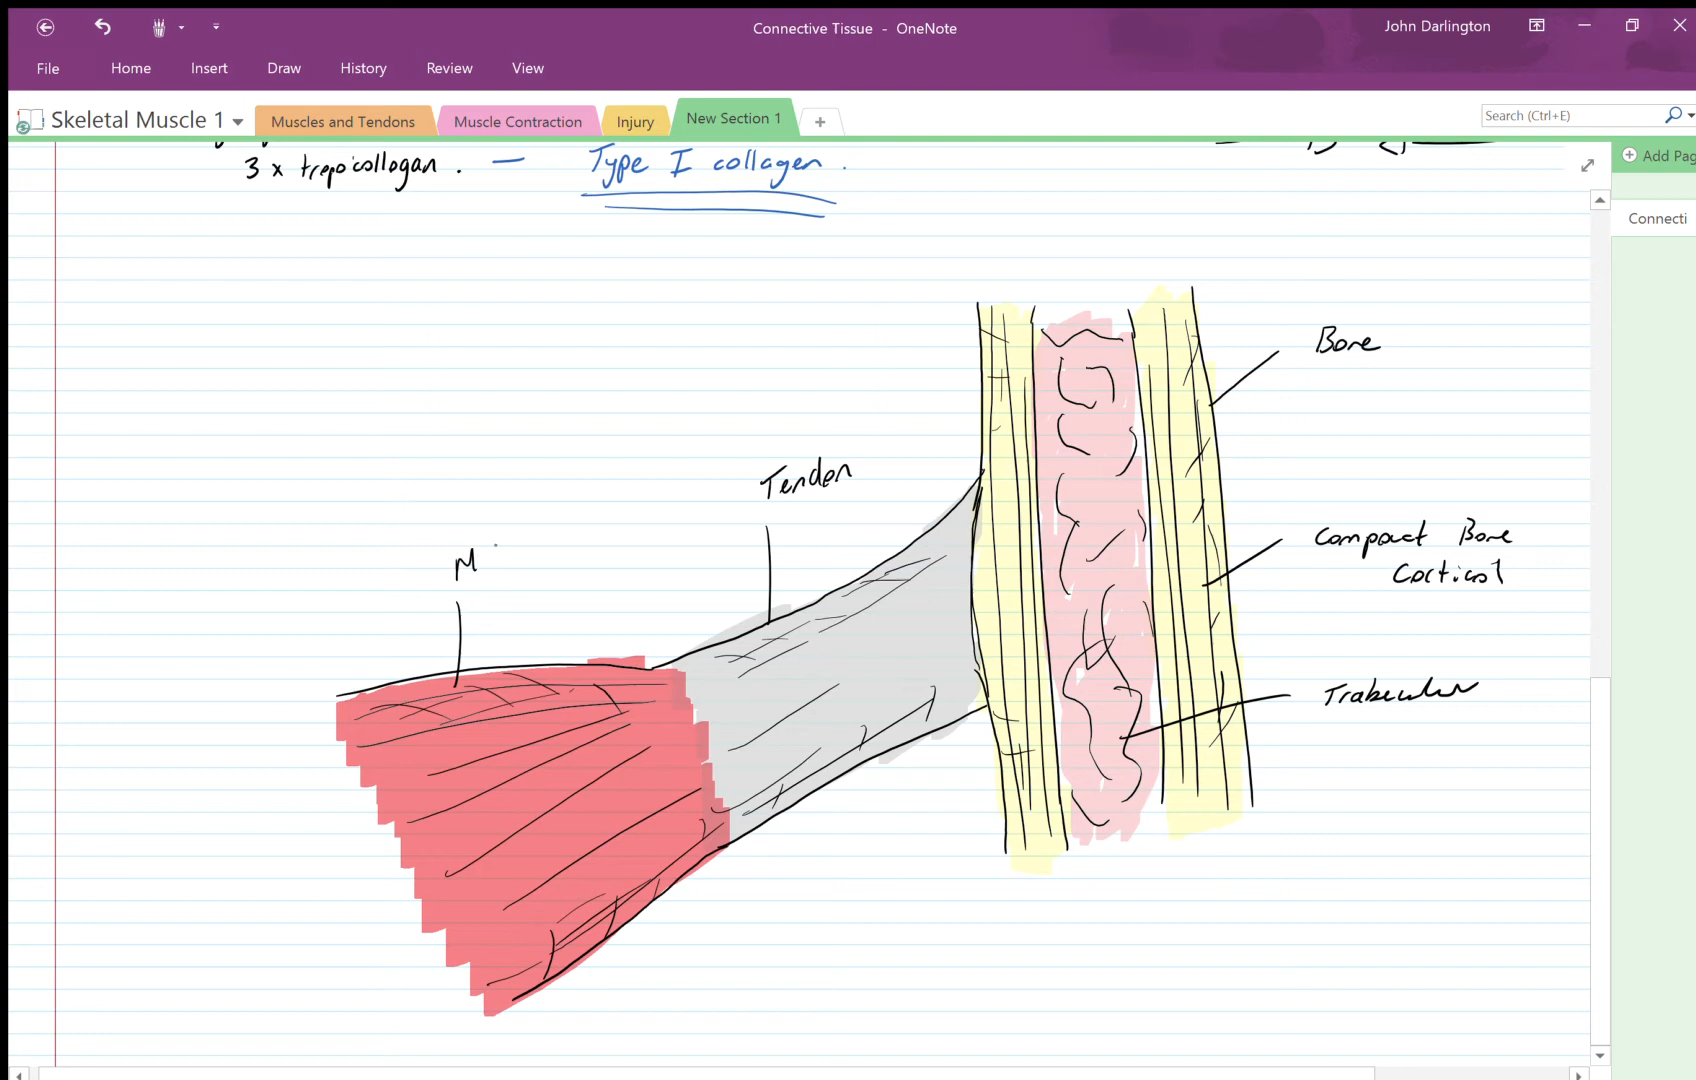 Connective Tissue - OneNote
John Darlington
File Home Insert Draw History Review View
Skeletal Muscle 1
Muscles and Tendons
Muscle Contraction
Injury
New Section 1
Search (Ctrl+E)
Add Pag
Connecti
3 x trepocollogan . — Type I collagen .
Bone
Tendon
M
Compact Bone
Cortical
Trabecular